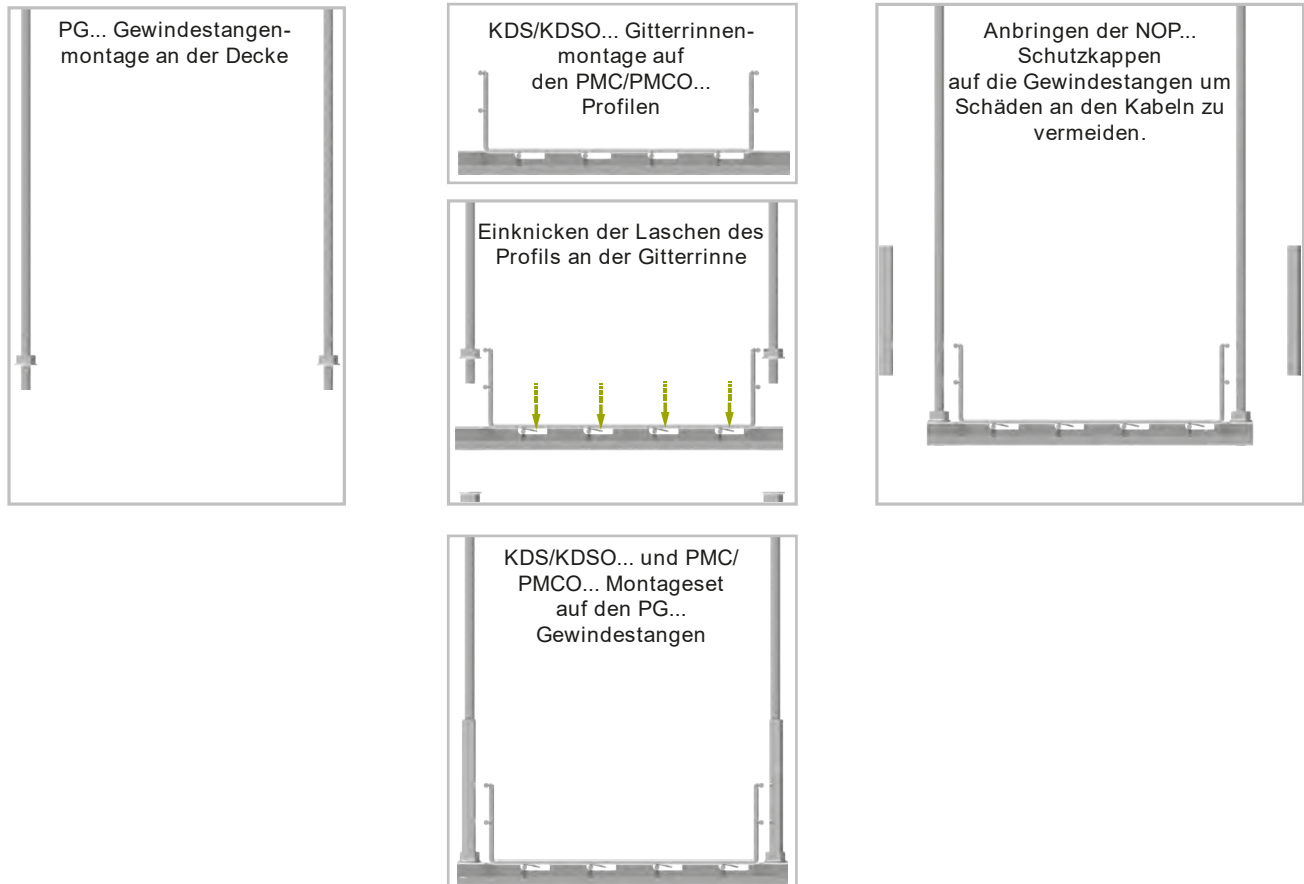 PG... Gewindestangen-
montage an der Decke
KDS/KDSO... Gitterrinnen-
montage auf
den PMC/PMCO...
Profilen
Einknicken der Laschen des
Profils an der Gitterrinne
KDS/KDSO... und PMC/
PMCO... Montageset
auf den PG...
Gewindestangen
Anbringen der NOP...
Schutzkappen
auf die Gewindestangen um
Schäden an den Kabeln zu
vermeiden.